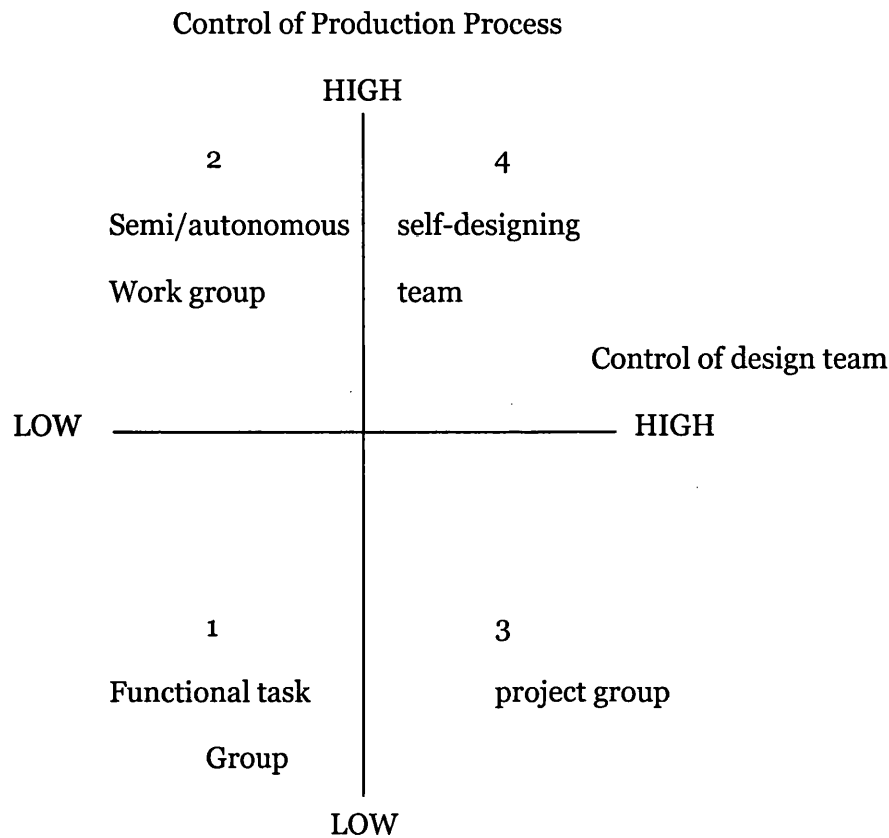 Control of Production Process
HIGH
2 4
Semi/autonomous self-designing
Work group team
Control of design team
LOW HIGH
1 3
Functional task project group
Group
LOW